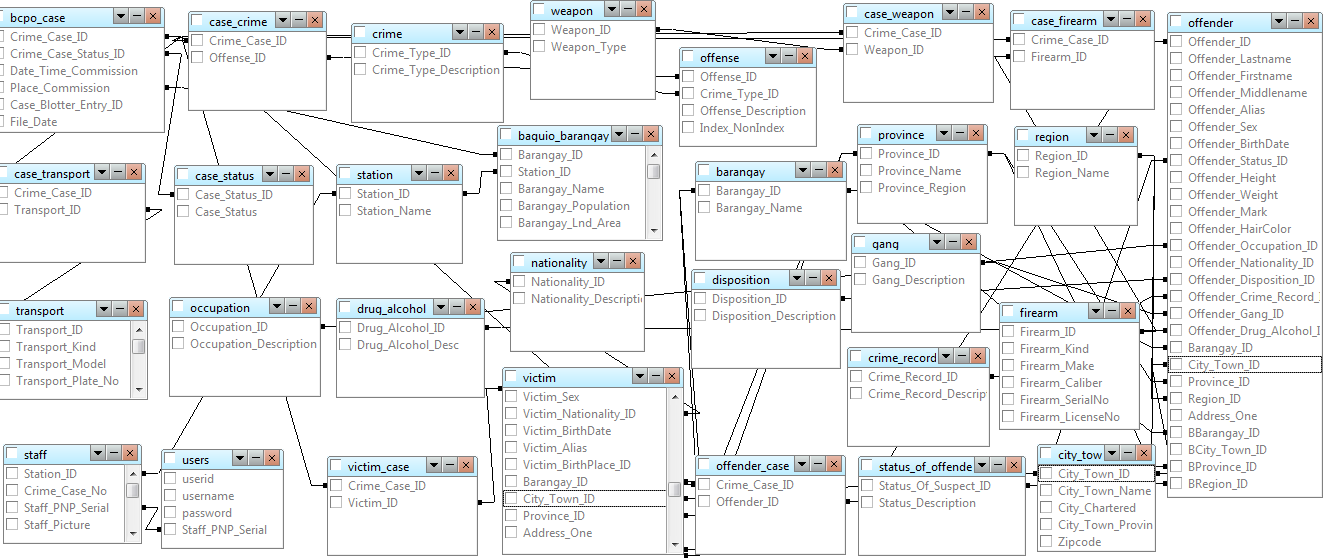 bcpo_case
Crime_Case_ID
Crime_Case_Status_ID
Date_Time_Commission
Place_Commission
Case_Blotter_Entry_ID
File_Date
case_crime
Crime_Case_ID
Offense_ID
crime
Crime_Type_ID
Crime_Type_Description
weapon
Weapon_ID
Weapon_Type
offense
Offense_ID
Crime_Type_ID
Offense_Description
Index_NonIndex
case_weapon
Crime_Case_ID
Weapon_ID
case_firearm
Crime_Case_ID
Firearm_ID
offender
Offender_ID
Offender_Lastname
Offender_Firstname
Offender_Middlename
Offender_Alias
Offender_Sex
Offender_BirthDate
Offender_Status_ID
Offender_Height
Offender_Weight
Offender_Mark
Offender_HairColor
Offender_Occupation_ID
Offender_Nationality_ID
Offender_Disposition_ID
Offender_Crime_Record_
Offender_Gang_ID
Offender_Drug_Alcohol_I
Barangay_ID
City_Town_ID
Province_ID
Region_ID
Address_One
BBarangay_ID
BCity_Town_ID
BProvince_ID
BRegion_ID
case_transport
Crime_Case_ID
Transport_ID
case_status
Case_Status_ID
Case_Status
station
Station_ID
Station_Name
baguio_barangay
Barangay_ID
Station_ID
Barangay_Name
Barangay_Population
Barangay_Lnd_Area
barangay
Barangay_ID
Barangay_Name
province
Province_ID
Province_Name
Province_Region
region
Region_ID
Region_Name
nationality
Nationality_ID
Nationality_Descripti
disposition
Disposition_ID
Disposition_Description
gang
Gang_ID
Gang_Description
transport
Transport_ID
Transport_Kind
Transport_Model
Transport_Plate_No
occupation
Occupation_ID
Occupation_Description
drug_alcohol
Drug_Alcohol_ID
Drug_Alcohol_Desc
firearm
Firearm_ID
Firearm_Kind
Firearm_Make
Firearm_Caliber
Firearm_SerialNo
Firearm_LicenseNo
crime_record
Crime_Record_ID
Crime_Record_Descrip
victim
Victim_Sex
Victim_Nationality_ID
Victim_BirthDate
Victim_Alias
Victim_BirthPlace_ID
Barangay_ID
City_Town_ID
Province_ID
Address_One
staff
Station_ID
Crime_Case_No
Staff_PNP_Serial
Staff_Picture
users
userid
username
password
Staff_PNP_Serial
victim_case
Crime_Case_ID
Victim_ID
offender_case
Crime_Case_ID
Offender_ID
status_of_offende
Status_Of_Suspect_ID
Status_Description
city_tow
City_Town_ID
City_Town_Name
City_Chartered
City_Town_Provin
Zipcode